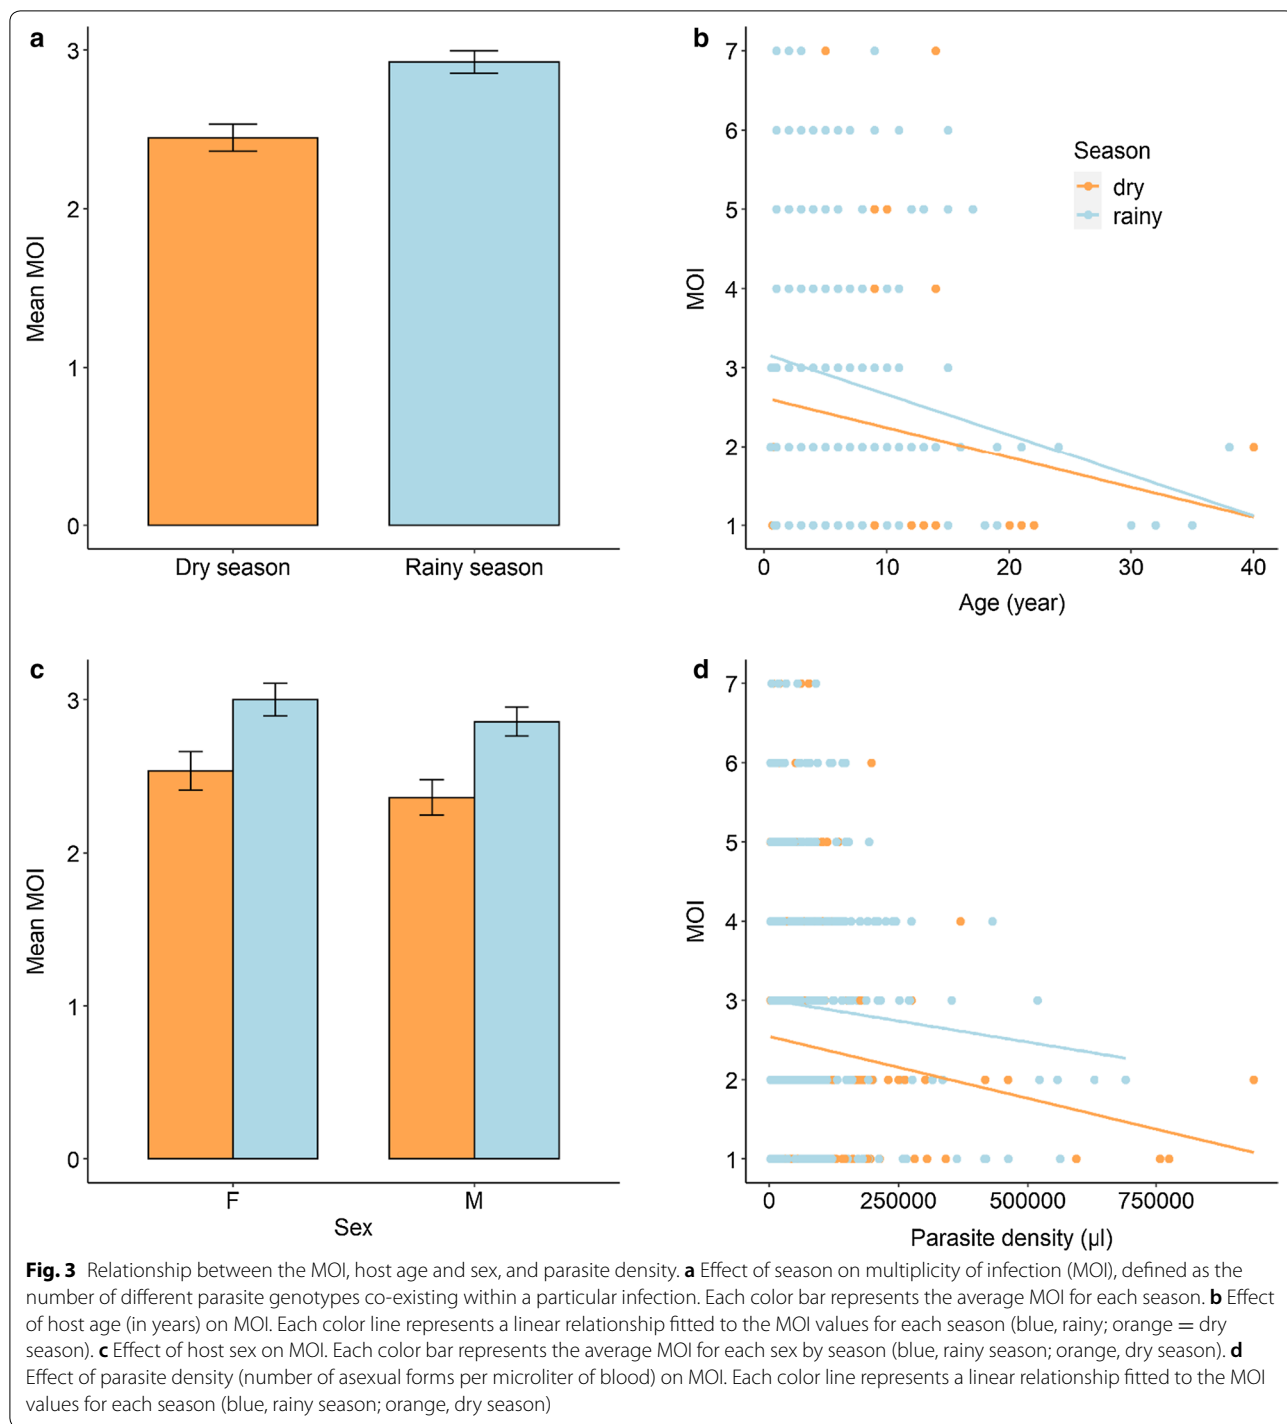 a
3
2
1
0
Mean MOI
Dry season
Rainy season
b
7
6
5
4
3
2
1
MOI
Season
dry
rainy
0
10
20
30
40
Age (year)
c
3
2
1
0
Mean MOI
F
M
Sex
d
7
6
5
4
3
2
1
MOI
0
250000
500000
750000
Parasite density (µl)
Fig. 3 Relationship between the MOI, host age and sex, and parasite density. a Effect of season on multiplicity of infection (MOI), defined as the
number of different parasite genotypes co-existing within a particular infection. Each color bar represents the average MOI for each season. b Effect
of host age (in years) on MOI. Each color line represents a linear relationship fitted to the MOI values for each season (blue, rainy; orange = dry
season). c Effect of host sex on MOI. Each color bar represents the average MOI for each sex by season (blue, rainy season; orange, dry season). d
Effect of parasite density (number of asexual forms per microliter of blood) on MOI. Each color line represents a linear relationship fitted to the MOI
values for each season (blue, rainy season; orange, dry season)